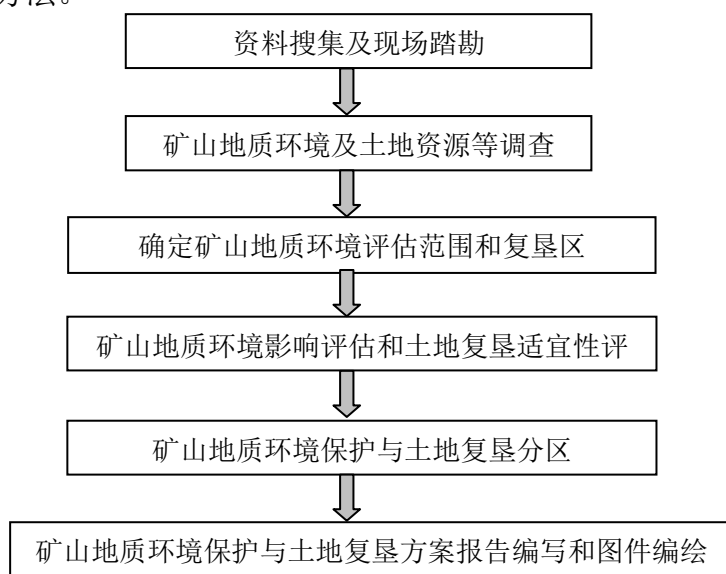 方法。
资料搜集及现场踏勘
矿山地质环境及土地资源等调查
确定矿山地质环境评估范围和复垦区
矿山地质环境影响评估和土地复垦适宜性评
矿山地质环境保护与土地复垦分区
矿山地质环境保护与土地复垦方案报告编写和图件编绘